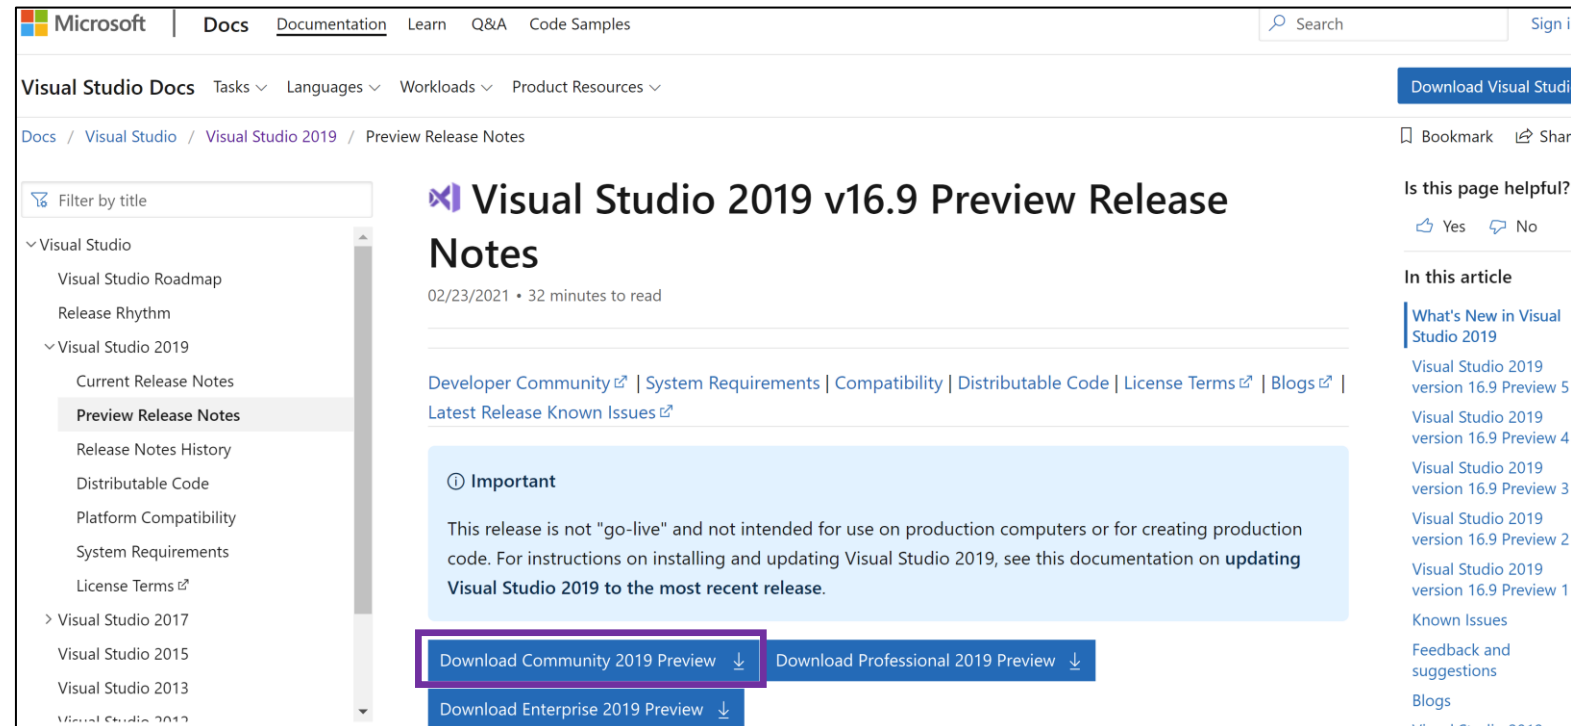 Microsoft | Docs Documentation Learn Q&A Code Samples Search Sign i
Visual Studio Docs Tasks Languages Workloads Product Resources Download Visual Studi
Docs / Visual Studio / Visual Studio 2019 / Preview Release Notes Bookmark Shar
Filter by title
Visual Studio
Visual Studio Roadmap
Release Rhythm
Visual Studio 2019
Current Release Notes
Preview Release Notes
Release Notes History
Distributable Code
Platform Compatibility
System Requirements
License Terms
Visual Studio 2017
Visual Studio 2015
Visual Studio 2013
Visual Studio 2012
Visual Studio 2019 v16.9 Preview Release
Notes
02/23/2021 • 32 minutes to read
Developer Community | System Requirements | Compatibility | Distributable Code | License Terms | Blogs |
Latest Release Known Issues
Important
This release is not "go-live" and not intended for use on production computers or for creating production
code. For instructions on installing and updating Visual Studio 2019, see this documentation on updating
Visual Studio 2019 to the most recent release.
Download Community 2019 Preview Download Professional 2019 Preview
Download Enterprise 2019 Preview
Is this page helpful?
Yes No
In this article
What's New in Visual
Studio 2019
Visual Studio 2019
version 16.9 Preview 5
Visual Studio 2019
version 16.9 Preview 4
Visual Studio 2019
version 16.9 Preview 3
Visual Studio 2019
version 16.9 Preview 2
Visual Studio 2019
version 16.9 Preview 1
Known Issues
Feedback and
suggestions
Blogs